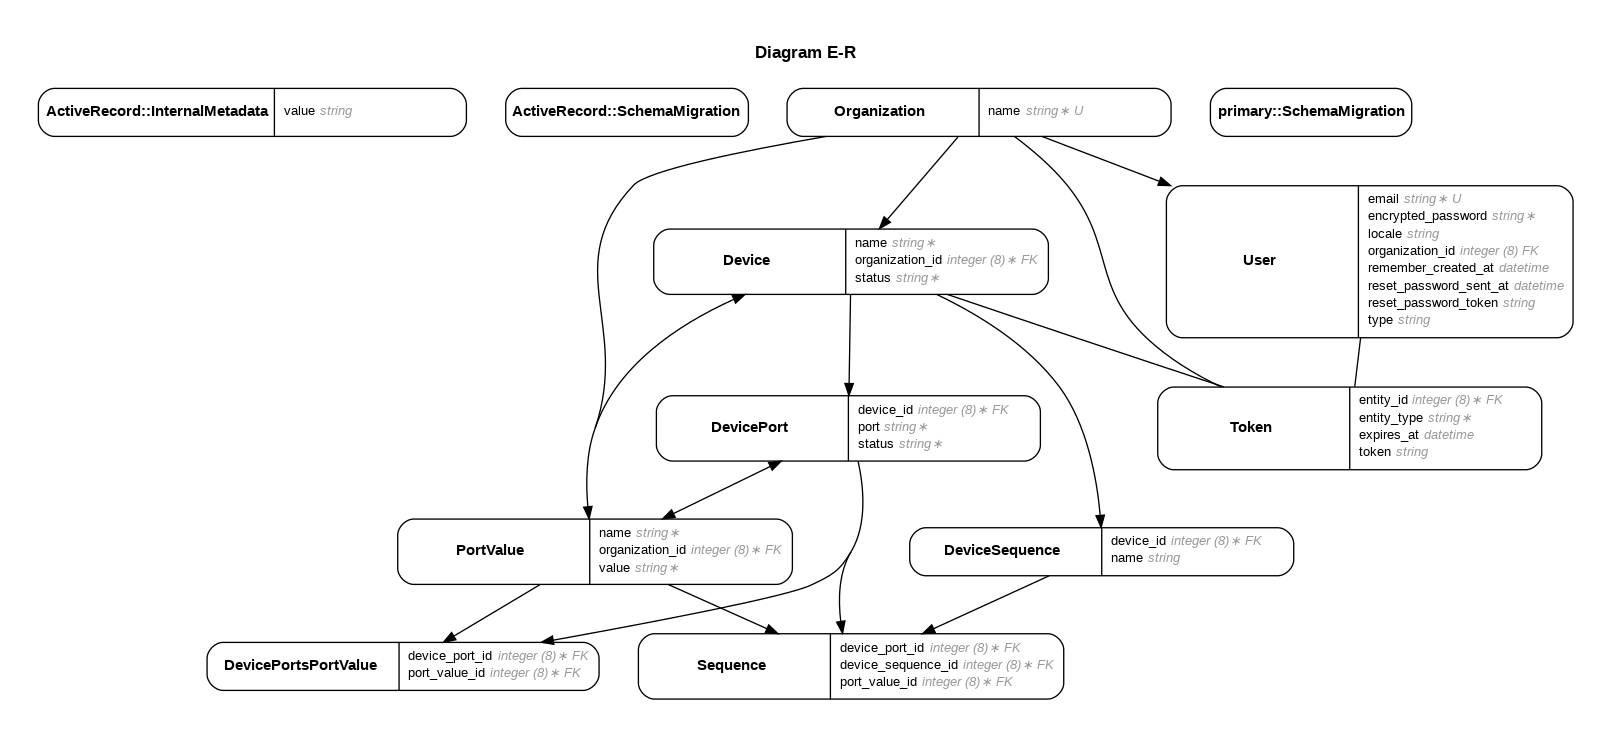 Diagram E-R
ActiveRecord::InternalMetadata
value string
ActiveRecord::SchemaMigration
Organization
name string∗ U
primary::SchemaMigration
User
email string∗ U
encrypted_password string∗
locale string
organization_id integer (8) FK
remember_created_at datetime
reset_password_sent_at datetime
reset_password_token string
type string
Device
name string∗
organization_id integer (8)∗ FK
status string∗
DevicePort
device_id integer (8)∗ FK
port string∗
status string∗
Token
entity_id integer (8)∗ FK
entity_type string∗
expires_at datetime
token string
PortValue
name string∗
organization_id integer (8)∗ FK
value string∗
DeviceSequence
device_id integer (8)∗ FK
name string
DevicePortsPortValue
device_port_id integer (8)∗ FK
port_value_id integer (8)∗ FK
Sequence
device_port_id integer (8)∗ FK
device_sequence_id integer (8)∗ FK
port_value_id integer (8)∗ FK